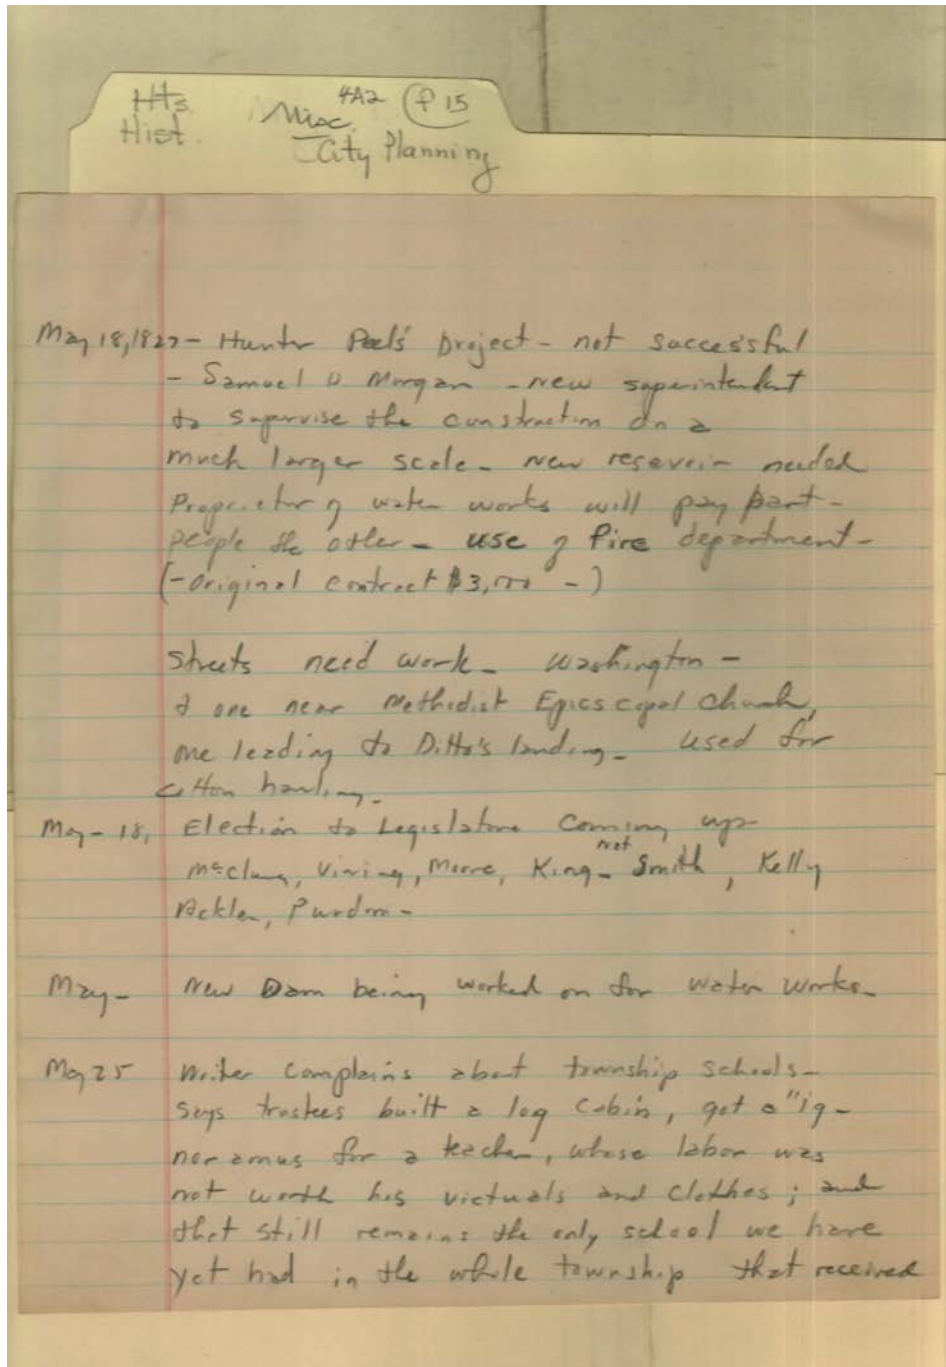 Hts. Hist.
4A2 P 15
Misc.
City Planning
May 18, 1827 - Hunter Peel's project - not successful
- Samuel D Morgan - new superintendent
to supervise the construction on a
much larger scale - new resevoir needed
Proprietor of water works will pay part -
people the other - use of fire department -
(- original contract $3,000 - )
Streets need work - Washington -
& one near Methodist Episcopal Church,
one leading to Ditto's landing - used for
cotton hauling -
May - 18, Election to Legislature coming up -
McClung, Vining, Moore, King - not Smith, Kelly
Acklen, Purdom -
May - New Dam being worked on for water works -
May 25 Writer complains about township schools -
says trustees built a log cabin, got a "ig-
noramus for a teacher, whose labor was
not worth his victuals and clothes; and
that still remains the only school we have
yet had in the whole township that received